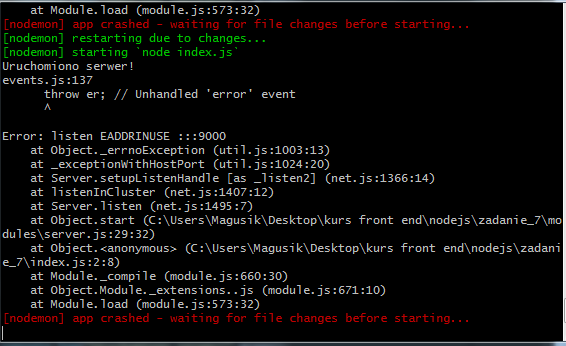 at Module.load (module.js:573:32)
[nodemon] app crashed - waiting for file changes before starting...
[nodemon] restarting due to changes...
[nodemon] starting `node index.js`
Uruchomiono serwer!
events.js:137
      throw er; // Unhandled 'error' event
      ^

Error: listen EADDRINUSE :::9000
    at Object._errnoException (util.js:1003:13)
    at _exceptionWithHostPort (util.js:1024:20)
    at Server.setupListenHandle [as _listen2] (net.js:1366:14)
    at listenInCluster (net.js:1407:12)
    at Server.listen (net.js:1495:7)
    at Object.start (C:\Users\Magusik\Desktop\kurs front end\nodejs\zadanie_7\mo
dules\server.js:29:32)
    at Object.<anonymous> (C:\Users\Magusik\Desktop\kurs front end\nodejs\zadani
e_7\index.js:2:8)
    at Module._compile (module.js:660:30)
    at Object.Module._extensions..js (module.js:671:10)
    at Module.load (module.js:573:32)
[nodemon] app crashed - waiting for file changes before starting...